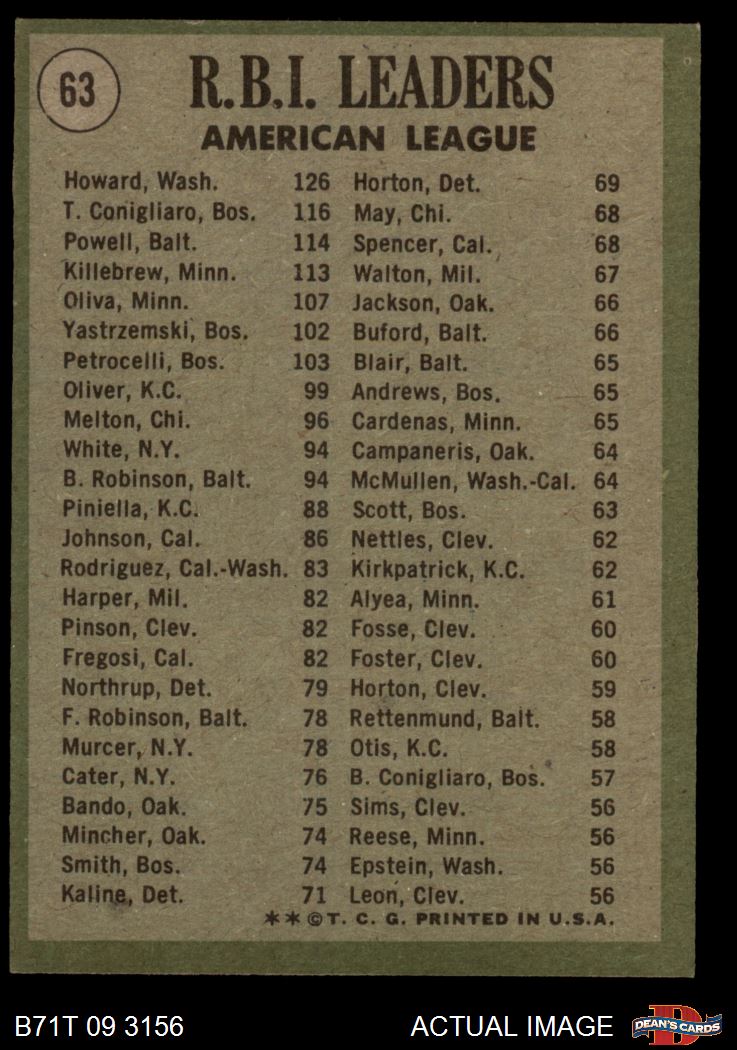 63
R.B.I. LEADERS
AMERICAN LEAGUE
Howard, Wash. 126
T. Conigliaro, Bos. 116
Powell, Balt. 114
Killebrew, Minn. 113
Oliva, Minn. 107
Yastrzemski, Bos. 102
Petrocelli, Bos. 103
Oliver, K.C. 99
Melton, Chi. 96
White, N.Y. 94
B. Robinson, Balt. 94
Piniella, K.C. 88
Johnson, Cal. 86
Rodriguez, Cal.-Wash. 83
Harper, Mil. 82
Pinson, Clev. 82
Fregosi, Cal. 82
Northrup, Det. 79
F. Robinson, Balt. 78
Murcer, N.Y. 78
Cater, N.Y. 76
Bando, Oak. 75
Mincher, Oak. 74
Smith, Bos. 74
Kaline, Det. 71
Horton, Det. 69
May, Chi. 68
Spencer, Cal. 68
Walton, Mil. 67
Jackson, Oak. 66
Buford, Balt. 66
Blair, Balt. 65
Andrews, Bos. 65
Cardenas, Minn. 65
Campaneris, Oak. 64
McMullen, Wash.-Cal. 64
Scott, Bos. 63
Nettles, Clev. 62
Kirkpatrick, K.C. 62
Alyea, Minn. 61
Fosse, Clev. 60
Foster, Clev. 60
Horton, Clev. 59
Rettenmund, Balt. 58
Otis, K.C. 58
B. Conigliaro, Bos. 57
Sims, Clev. 56
Reese, Minn. 56
Epstein, Wash. 56
Leon, Clev. 56
**©T. C. G. PRINTED IN U.S.A.
B71T 09 3156
ACTUAL IMAGE
D
DEAN'S CARDS